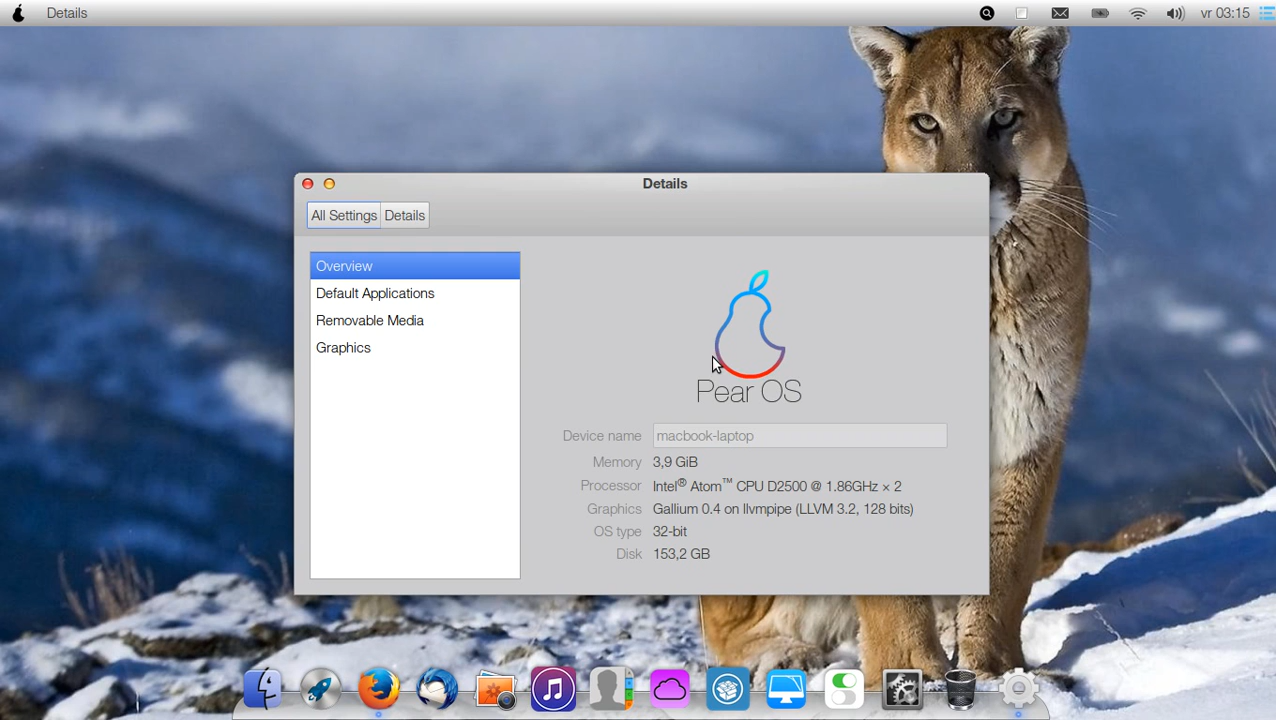 Details
vr 03:15
Details
All Settings
Details
Overview
Default Applications
Removable Media
Graphics
Pear OS
Device name macbook-laptop
Memory 3,9 GiB
Processor Intel® Atom™ CPU D2500 @ 1.86GHz × 2
Graphics Gallium 0.4 on llvmpipe (LLVM 3.2, 128 bits)
OS type 32-bit
Disk 153,2 GB